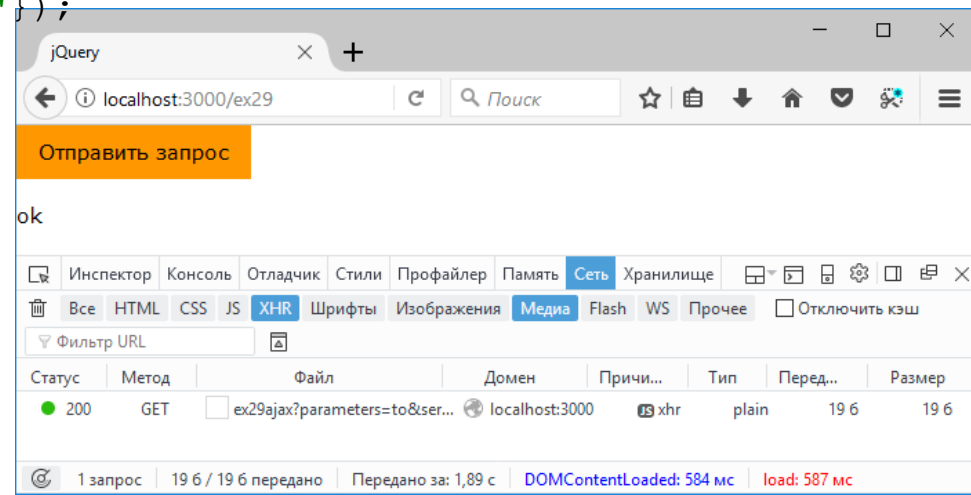 });
jQuery
localhost:3000/ex29
Поиск
Отправить запрос
ok
Инспектор Консоль Отладчик Стили Профайлер Память Сеть Хранилище
Все HTML CSS JS XHR Шрифты Изображения Медиа Flash WS Прочее Отключить кэш
Фильтр URL
Статус Метод Файл Домен Причи... Тип Перед... Размер
200 GET ex29ajax?parameters=to&ser... localhost:3000 JS xhr plain 19 б 19 б
1 запрос 19 б / 19 б передано Передано за: 1,89 с DOMContentLoaded: 584 мс load: 587 мс